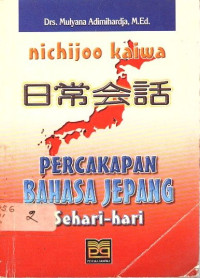 Drs. Mulyana Adimihardja, M.Ed.
nichijoo kaiwa
日常会話
PERCAKAPAN
BAHASA JEPANG
Sehari-hari